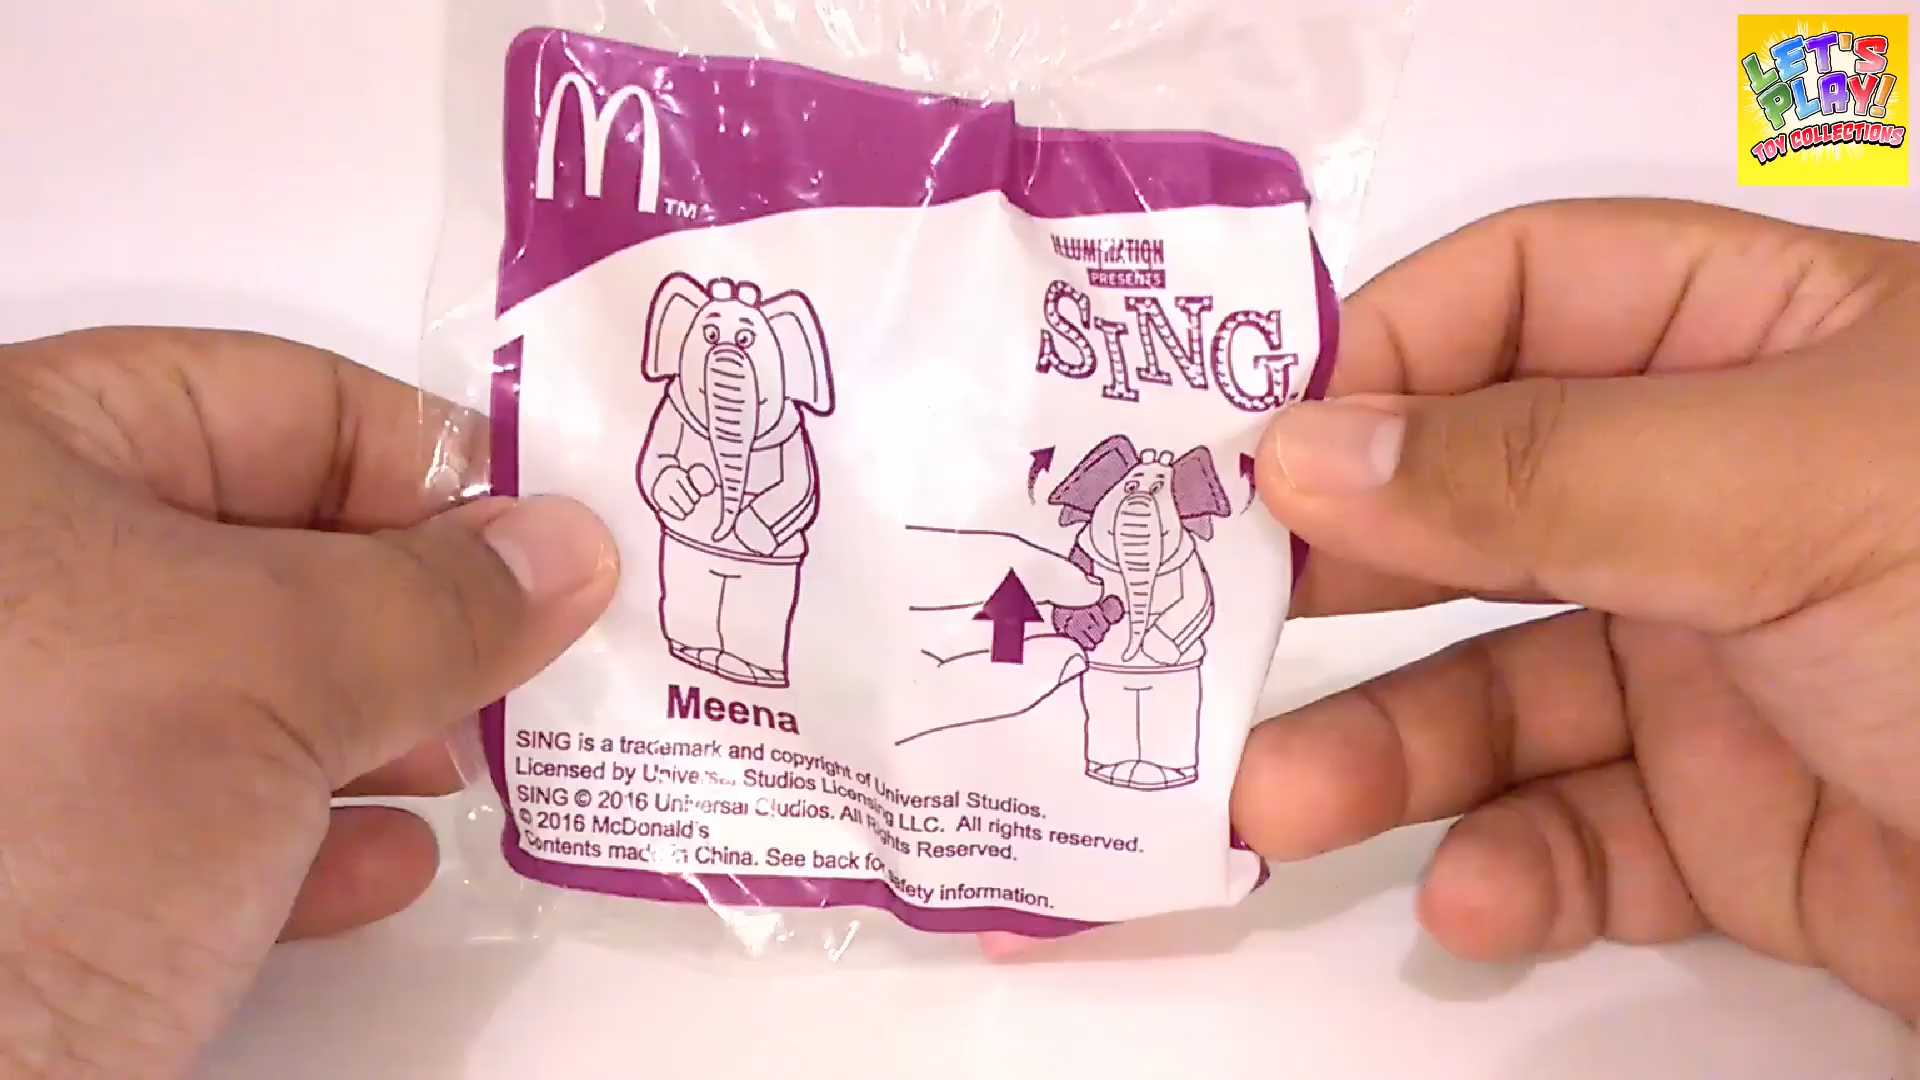 LET'S
PLAY!
TOY COLLECTIONS
M TM
ILLUMINATION
PRESENTS
SING
Meena
SING is a trademark and copyright of Universal Studios.
Licensed by Universal Studios Licensing LLC. All rights reserved.
SING © 2016 Universal Studios. All Rights Reserved.
© 2016 McDonald's
Contents made in China. See back for safety information.